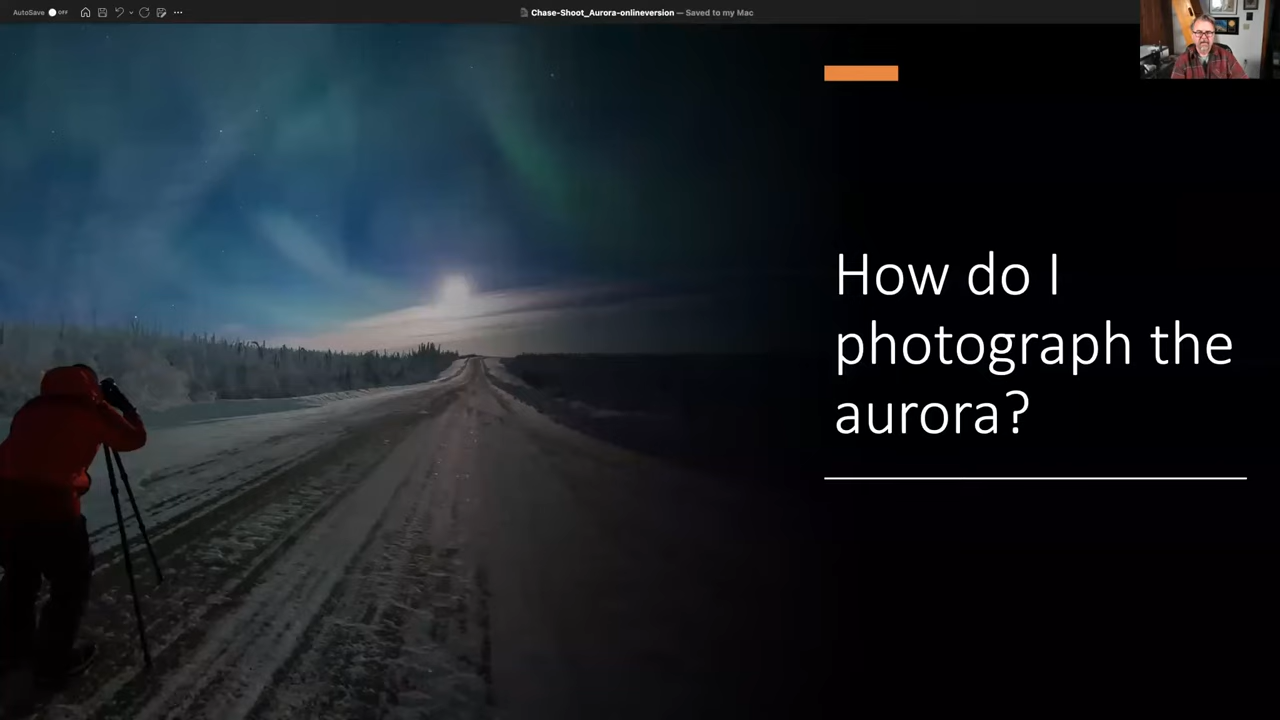 AutoSave OFF
Chase-Shoot_Aurora-onlineversion — Saved to my Mac
How do I
photograph the
aurora?